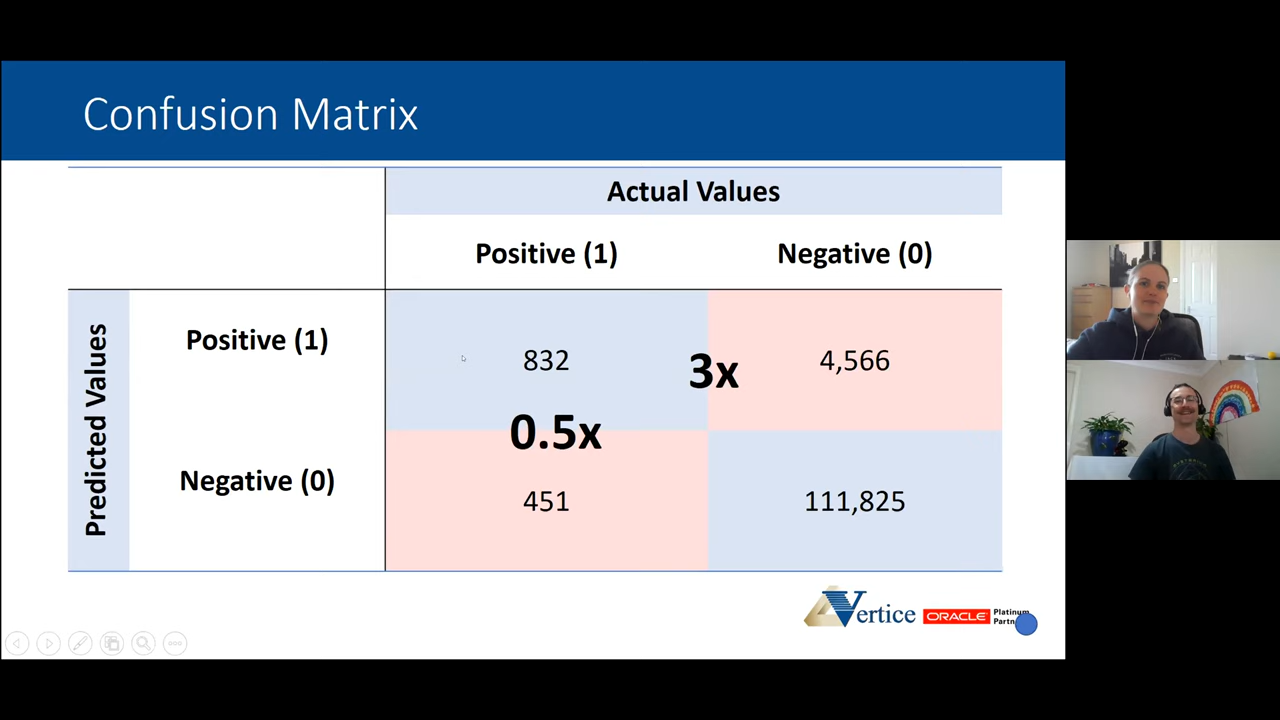 Confusion Matrix
Actual Values
Positive (1)
Negative (0)
Predicted Values
Positive (1)
832
3x
4,566
0.5x
Negative (0)
451
111,825
Vertice
ORACLE
Platinum